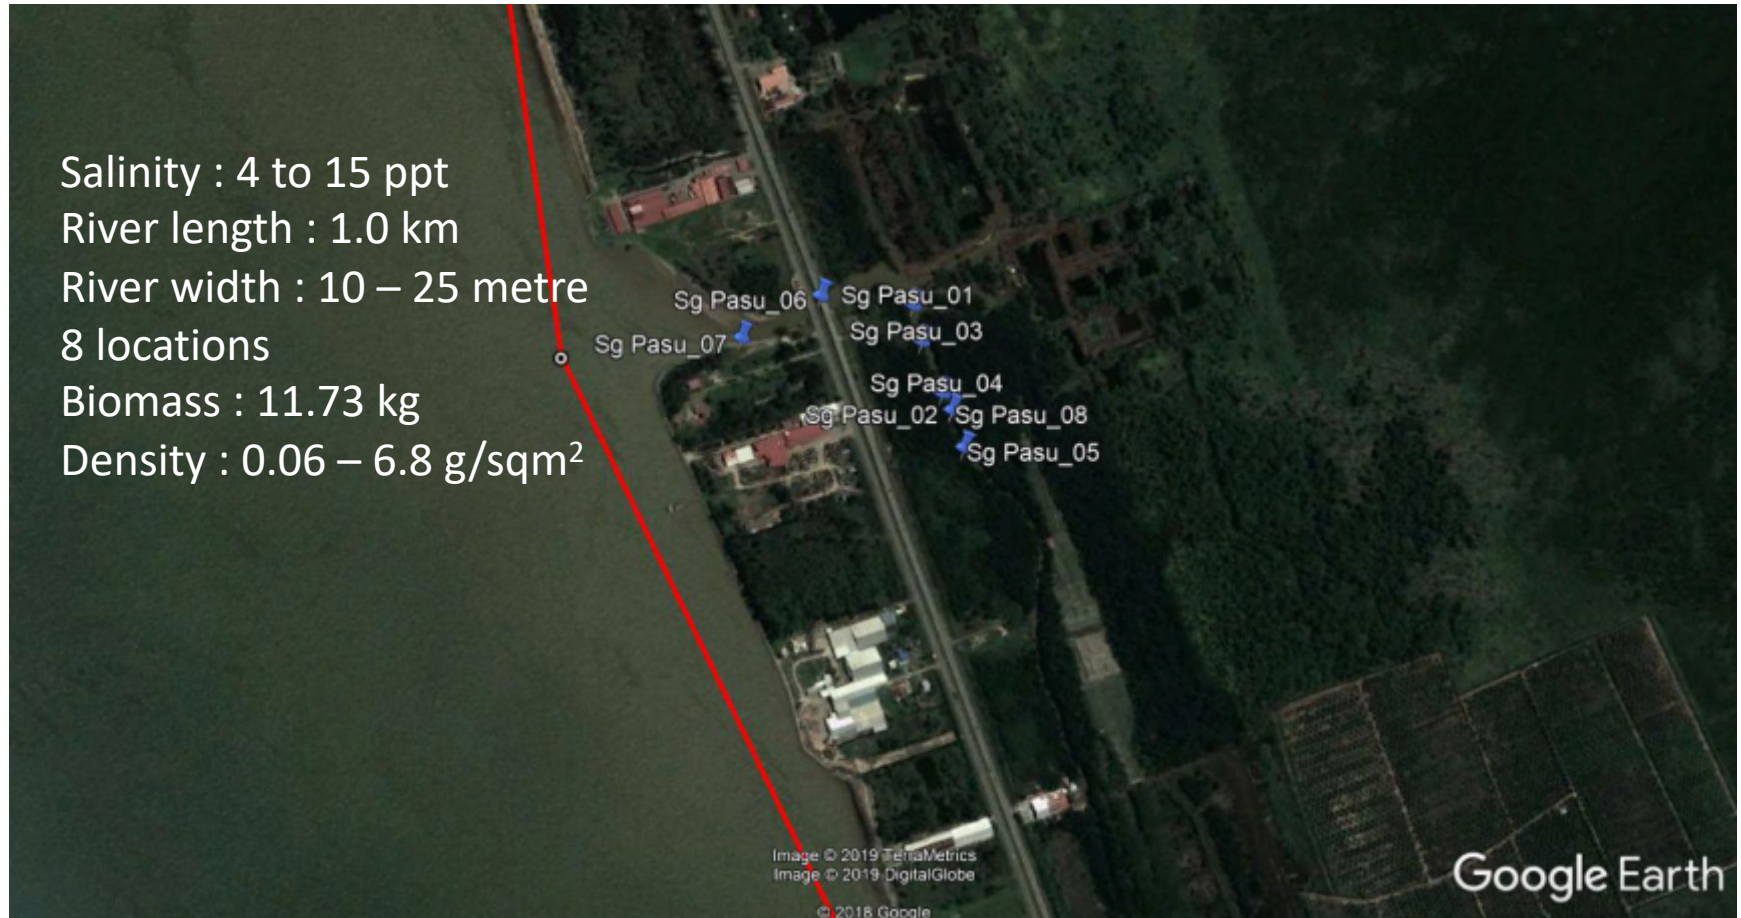 Salinity : 4 to 15 ppt
River length : 1.0 km
River width : 10 – 25 metre
8 locations
Biomass : 11.73 kg
Density : 0.06 – 6.8 g/sqm²
Sg Pasu_06
Sg Pasu_01
Sg Pasu_07
Sg Pasu_03
Sg Pasu_04
Sg Pasu_02
Sg Pasu_08
Sg Pasu_05
Image © 2019 TerraMetrics
Image © 2019 DigitalGlobe
© 2018 Google
Google Earth